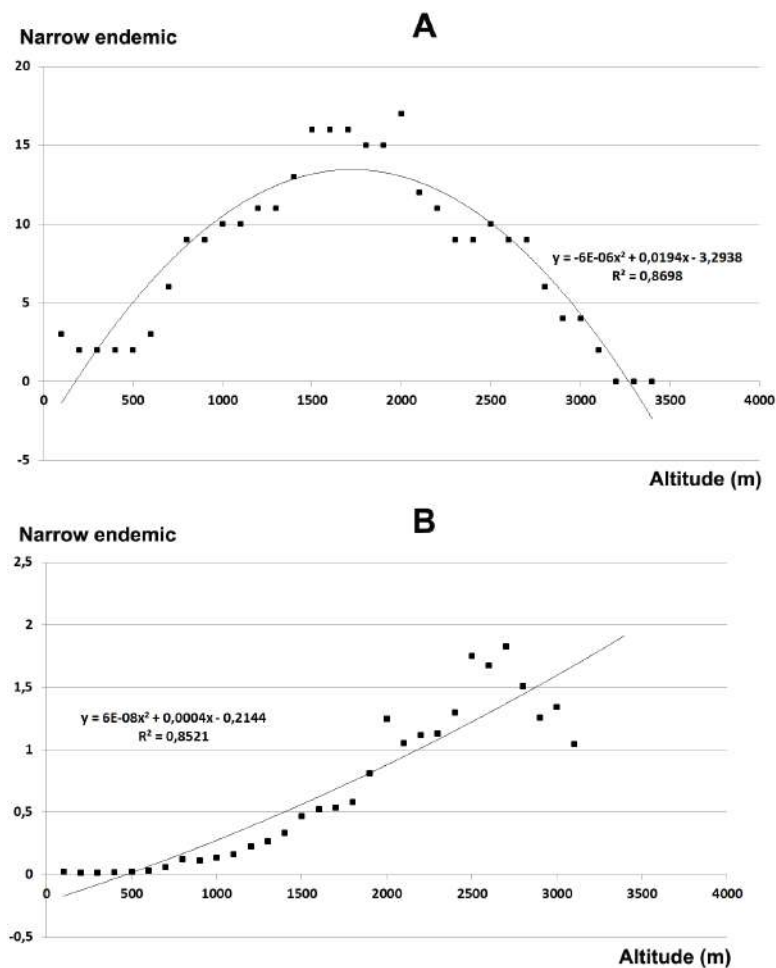 A
Narrow endemic
20
15
10
5
0
-5
0 500 1000 1500 2000 2500 3000 3500 4000
y = -6E-06x² + 0,0194x - 3,2938
R² = 0,8698
Altitude (m)
B
Narrow endemic
2,5
2
1,5
1
0,5
0
-0,5
0 500 1000 1500 2000 2500 3000 3500 4000
y = 6E-08x² + 0,0004x - 0,2144
R² = 0,8521
Altitude (m)